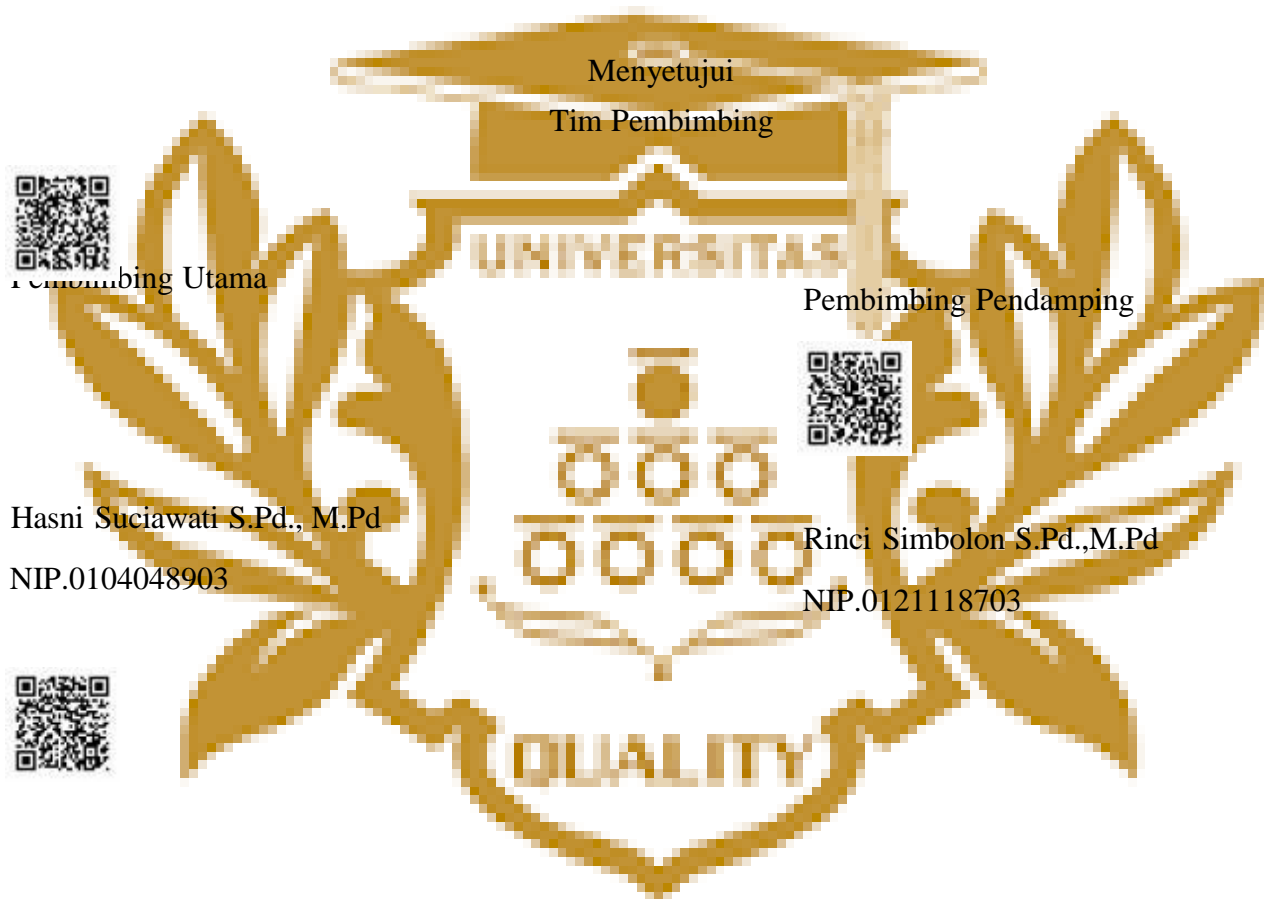 Menyetujui
Tim Pembimbing
UNIVERSITAS
Pembimbing Utama
Pembimbing Pendamping
Hasni Suciawati S.Pd., M.Pd
NIP.0104048903
Rinci Simbolon S.Pd.,M.Pd
NIP.0121118703
QUALITY